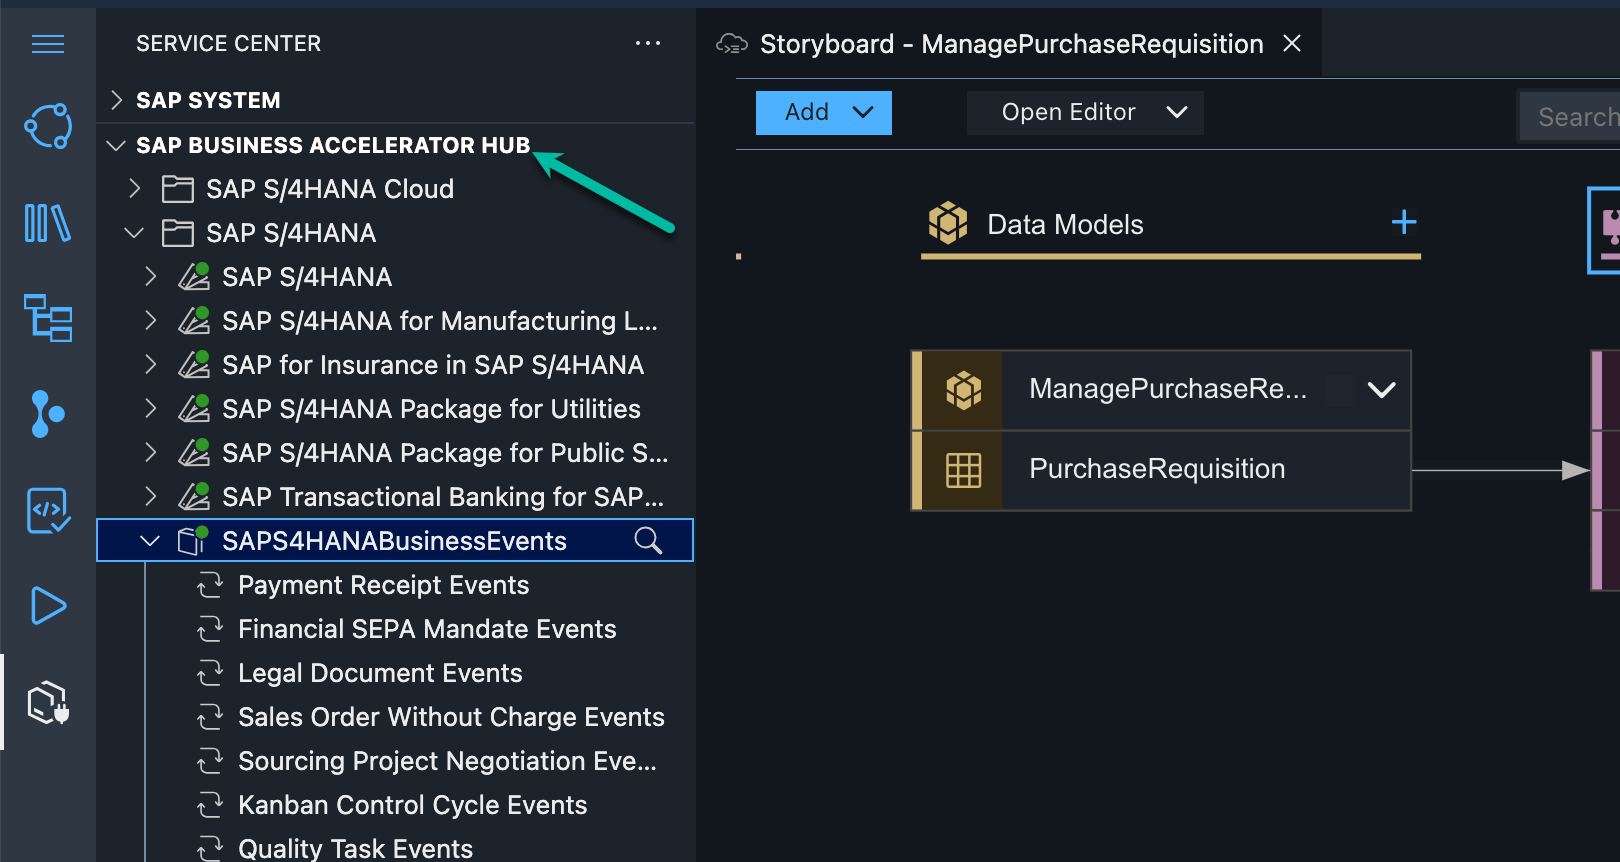 SERVICE CENTER
SAP SYSTEM
SAP BUSINESS ACCELERATOR HUB
SAP S/4HANA Cloud
SAP S/4HANA
SAP S/4HANA
SAP S/4HANA for Manufacturing L...
SAP for Insurance in SAP S/4HANA
SAP S/4HANA Package for Utilities
SAP S/4HANA Package for Public S...
SAP Transactional Banking for SAP...
SAPS4HANABusinessEvents
Payment Receipt Events
Financial SEPA Mandate Events
Legal Document Events
Sales Order Without Charge Events
Sourcing Project Negotiation Eve...
Kanban Control Cycle Events
Quality Task Events
Storyboard - ManagePurchaseRequisition
Add
Open Editor
Search
Data Models
ManagePurchaseRe...
PurchaseRequisition